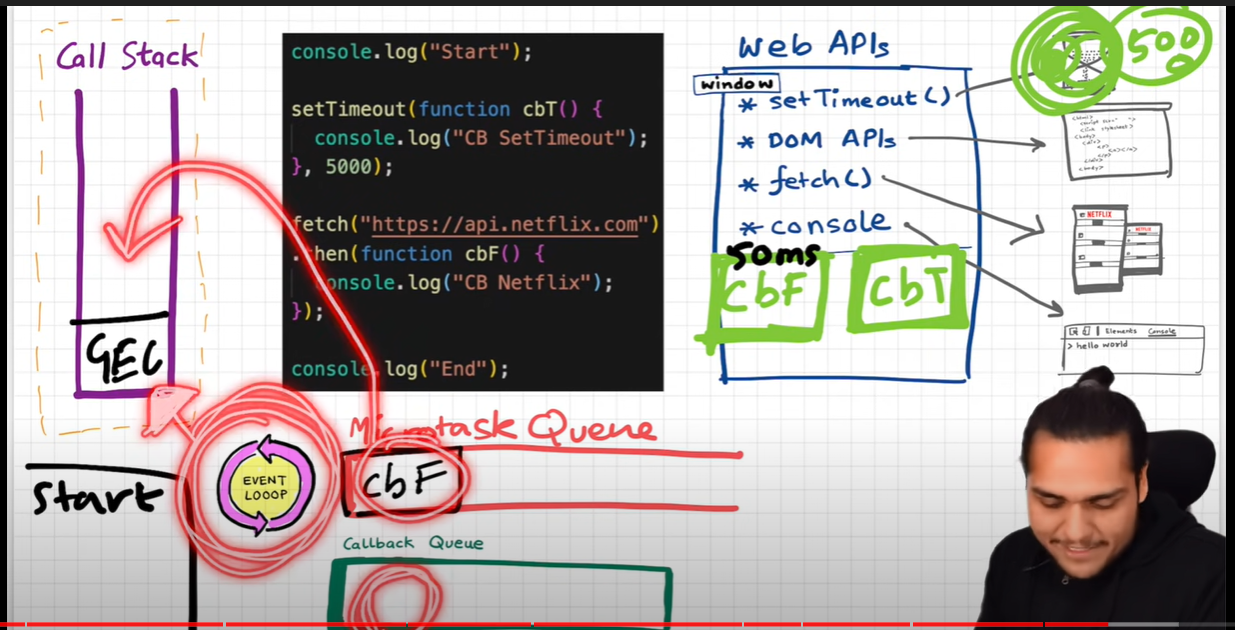 Call Stack
GEC
console.log("Start");
setTimeout(function cbT() {
console.log("CB SetTimeout");
}, 5000);
fetch("https://api.netflix.com")
.then(function cbF() {
console.log("CB Netflix");
});
console.log("End");
Web APIs
window
* setTimeout()
* DOM APIs
* fetch()
* console
50ms
cbF
cbT
500
NETFLIX
NETFLIX
Elements Console
> hello world
Start
EVENT
LOOOP
Microtask Queue
cbF
Callback Queue